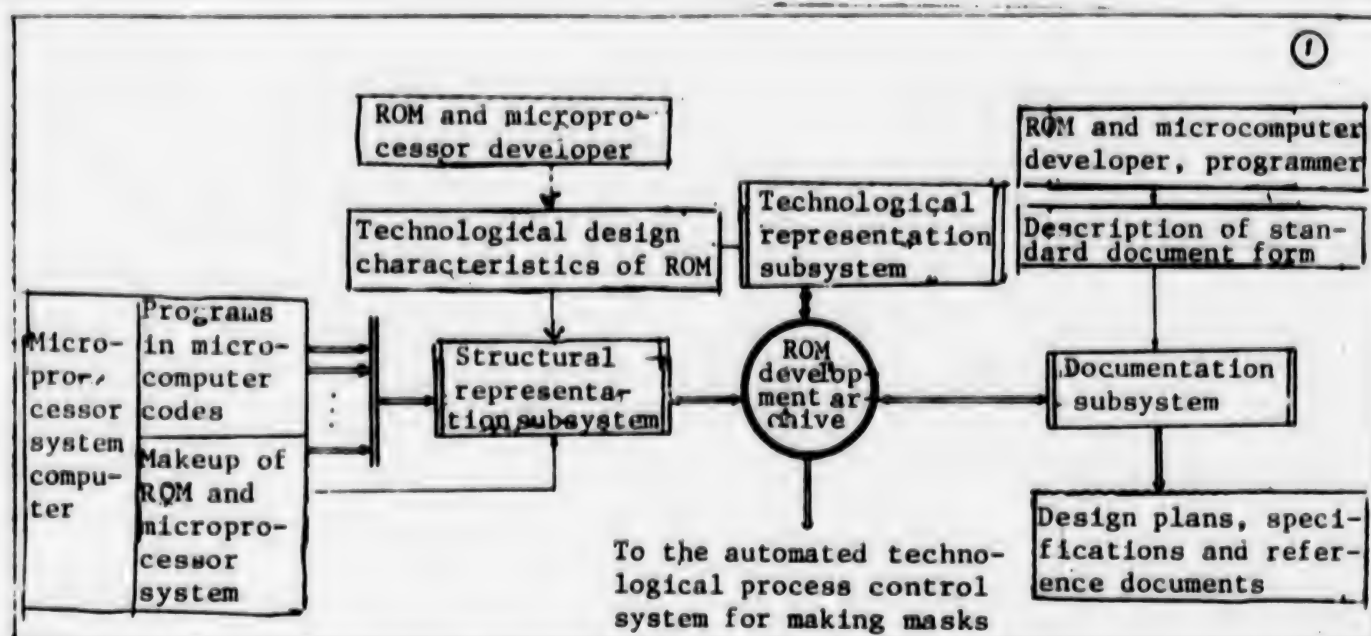 1
ROM and micropro-
cessor developer
ROM and microcomputer
developer, programmer
Technological design
characteristics of ROM
Technological
representation
subsystem
Description of stan-
dard document form
Micro-
pro-
cessor
system
compu-
ter
Programs
in micro-
computer
codes
Makeup of
ROM and
micropro-
cessor
system
Structural
representa-
tion subsystem
ROM
develop-
ment ar-
chive
Documentation
subsystem
To the automated techno-
logical process control
system for making masks
Design plans, speci-
fications and refer-
ence documents